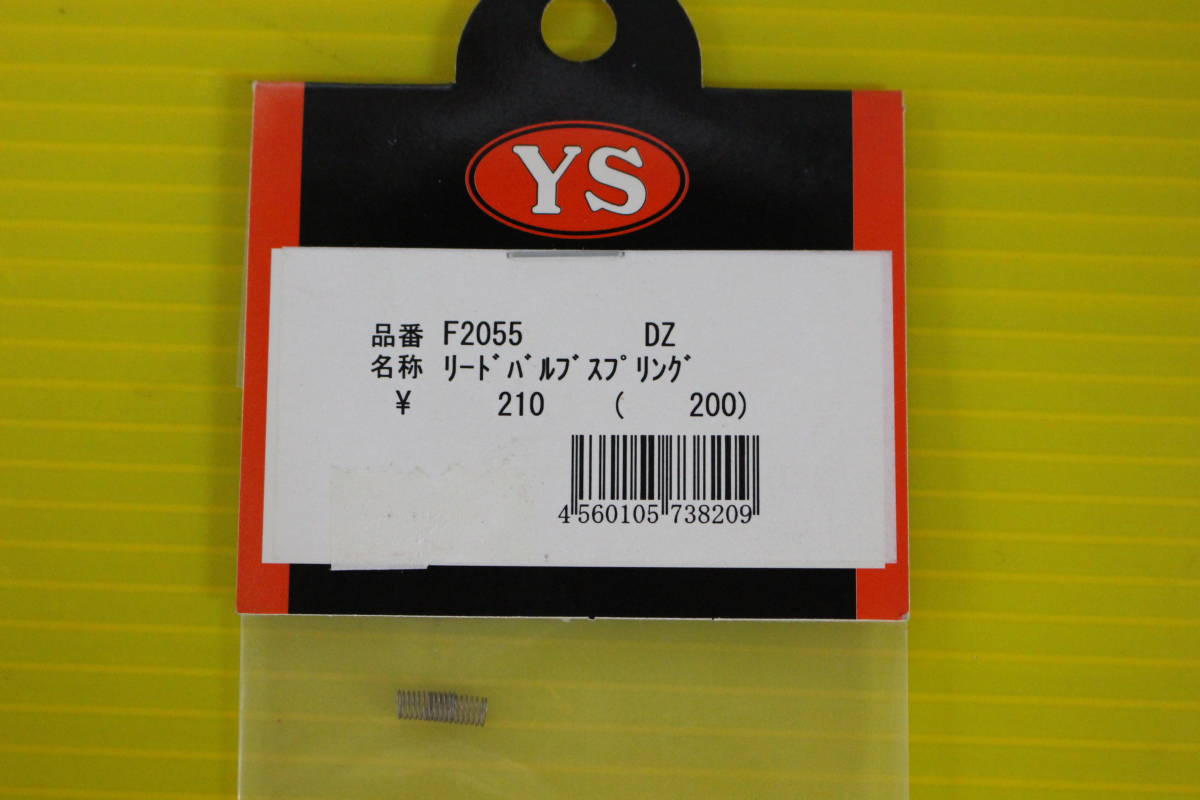 YS
品番 F2055 DZ
名称 ﾘｰﾄﾞﾊﾞﾙﾌﾞｽﾌﾟﾘﾝｸﾞ
¥ 210 ( 200)
4 560105 738209